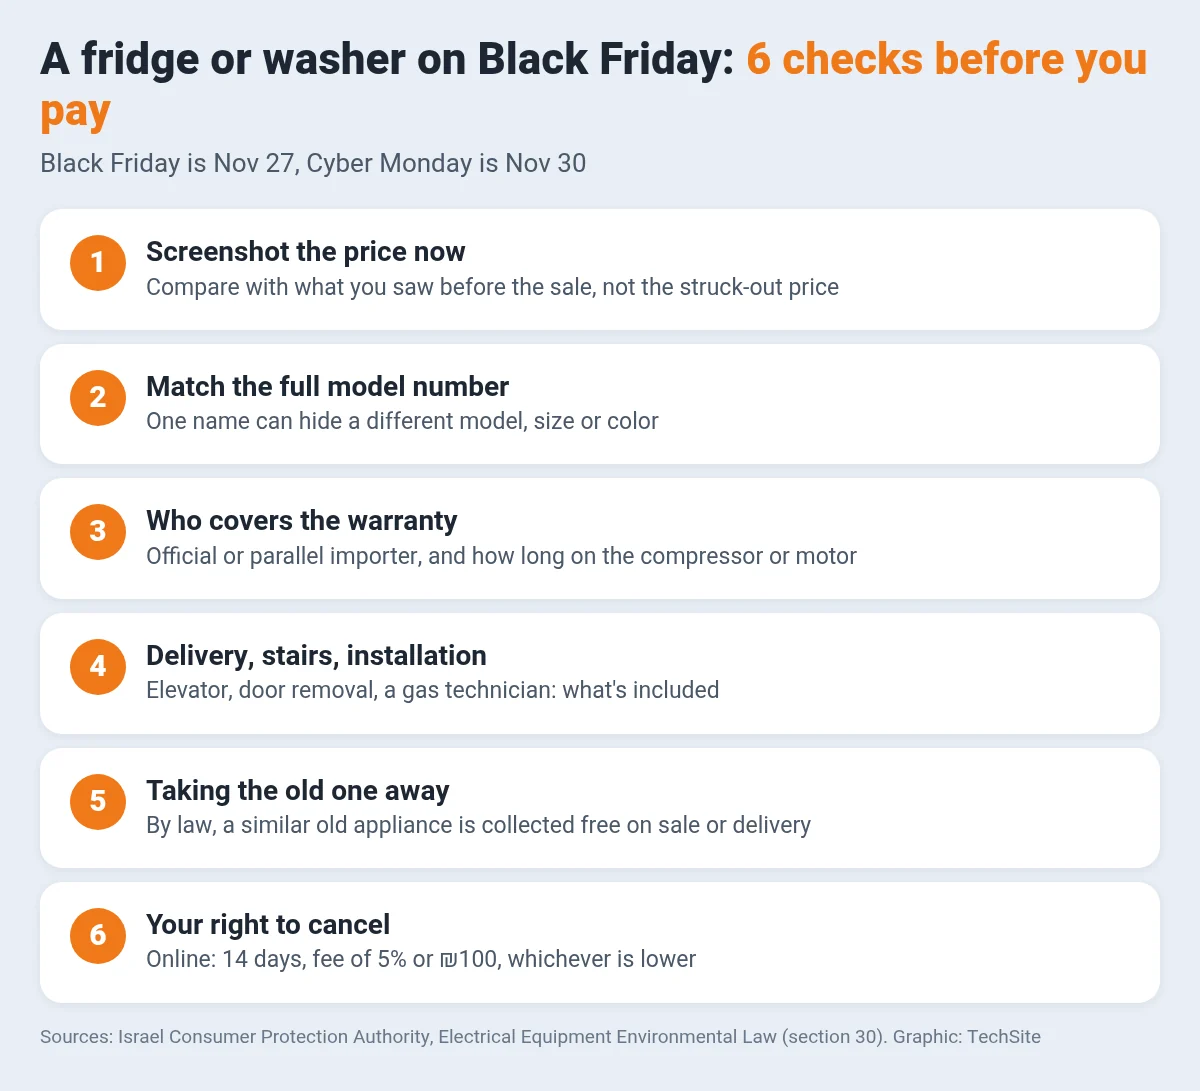 A fridge or washer on Black Friday: 6 checks before you
pay
Black Friday is Nov 27, Cyber Monday is Nov 30
1
Screenshot the price now
Compare with what you saw before the sale, not the struck-out price
2
Match the full model number
One name can hide a different model, size or color
3
Who covers the warranty
Official or parallel importer, and how long on the compressor or motor
4
Delivery, stairs, installation
Elevator, door removal, a gas technician: what's included
5
Taking the old one away
By law, a similar old appliance is collected free on sale or delivery
6
Your right to cancel
Online: 14 days, fee of 5% or ₪100, whichever is lower
Sources: Israel Consumer Protection Authority, Electrical Equipment Environmental Law (section 30). Graphic: TechSite